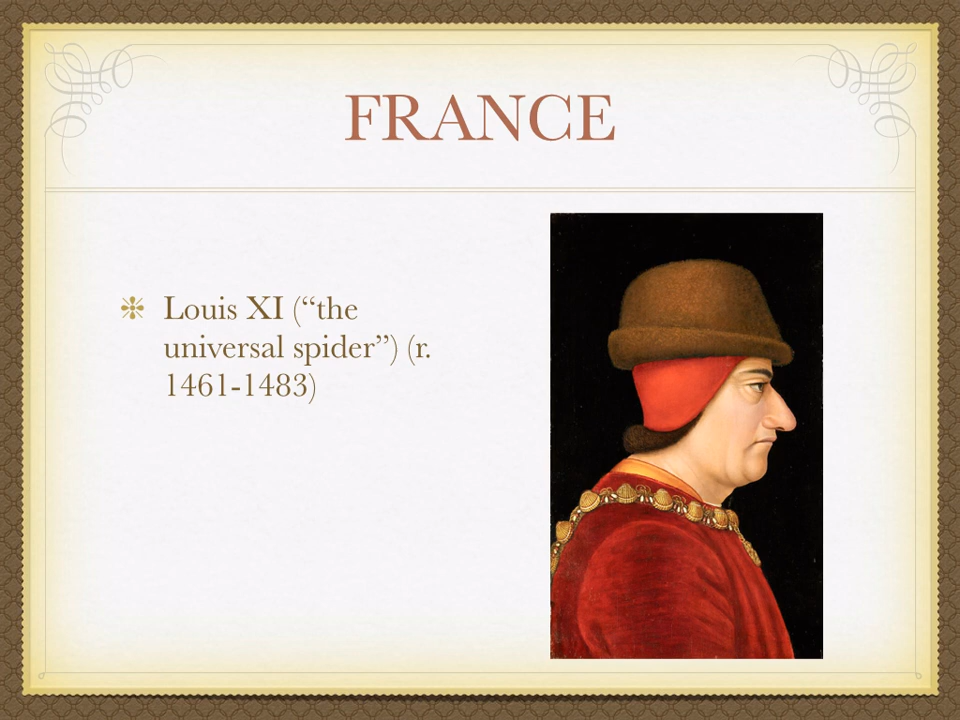 FRANCE
Louis XI (“the
universal spider”) (r.
1461-1483)